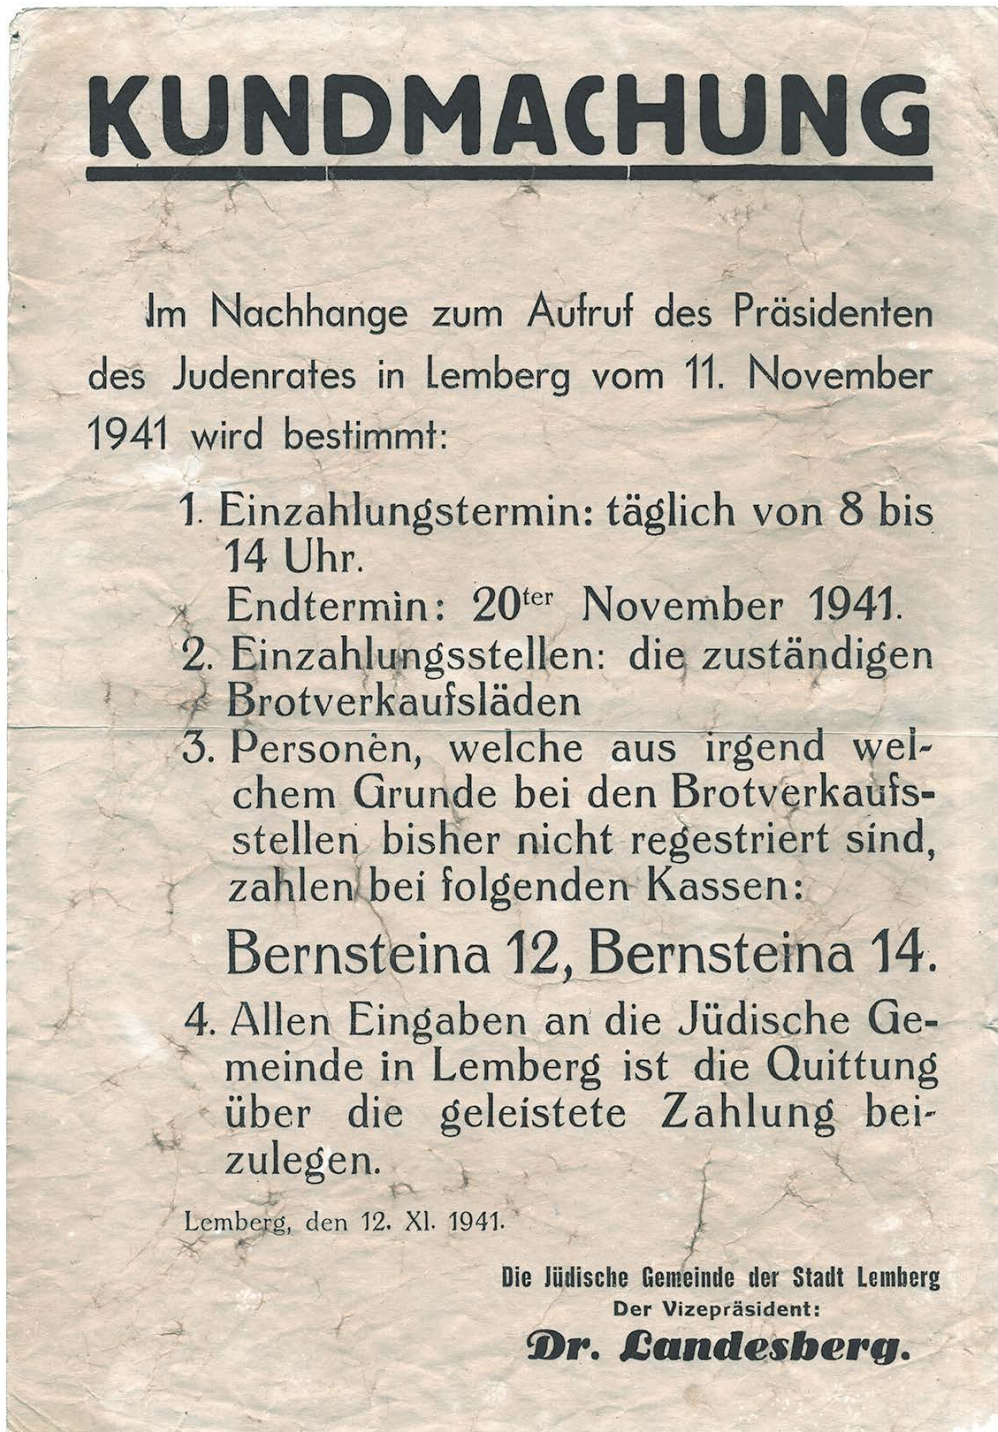 KUNDMACHUNG
Im Nachhange zum Aufruf des Präsidenten
des Judenrates in Lemberg vom 11. November
1941 wird bestimmt:
1. Einzahlungstermin: täglich von 8 bis
14 Uhr.
Endtermin: 20ter November 1941.
2. Einzahlungsstellen: die zuständigen
Brotverkaufsläden
3. Personen, welche aus irgend wel-
chem Grunde bei den Brotverkaufs-
stellen bisher nicht regestriert sind,
zahlen bei folgenden Kassen:
Bernsteina 12, Bernsteina 14.
4. Allen Eingaben an die Jüdische Ge-
meinde in Lemberg ist die Quittung
über die geleistete Zahlung bei-
zulegen.
Lemberg, den 12. XI. 1941.
Die Jüdische Gemeinde der Stadt Lemberg
Der Vizepräsident:
Dr. Landesberg.